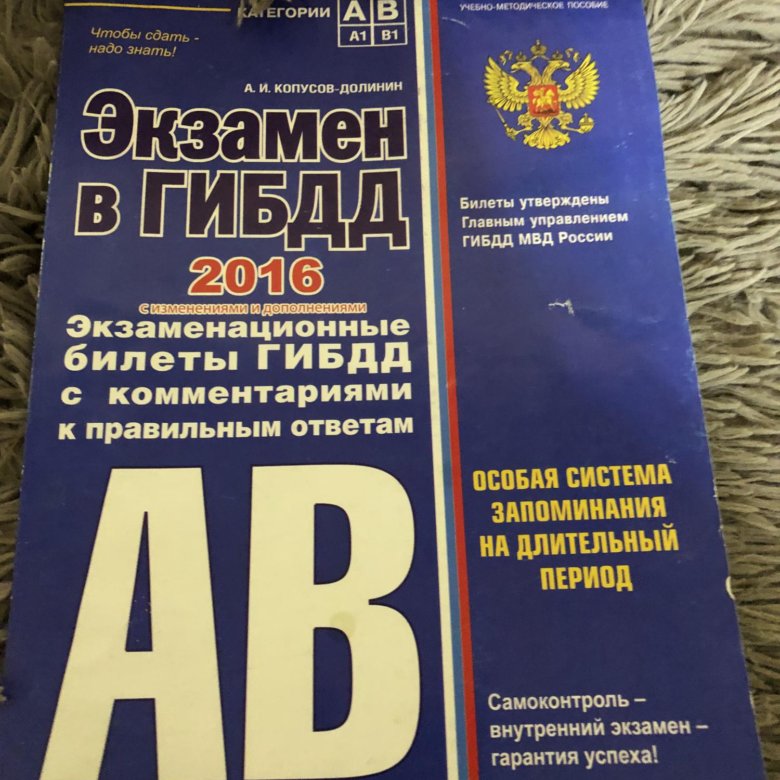 КАТЕГОРИИ
A B
A1 B1
Чтобы сдать -
надо знать!
А. И. КОПУСОВ-ДОЛИНИН
Экзамен
в ГИБДД
2016
с изменениями и дополнениями
Экзаменационные
билеты ГИБДД
с комментариями
к правильным ответам
АВ
УЧЕБНО-МЕТОДИЧЕСКОЕ ПОСОБИЕ
Билеты утверждены
Главным управлением
ГИБДД МВД России
ОСОБАЯ СИСТЕМА
ЗАПОМИНАНИЯ
НА ДЛИТЕЛЬНЫЙ
ПЕРИОД
Самоконтроль –
внутренний экзамен –
гарантия успеха!